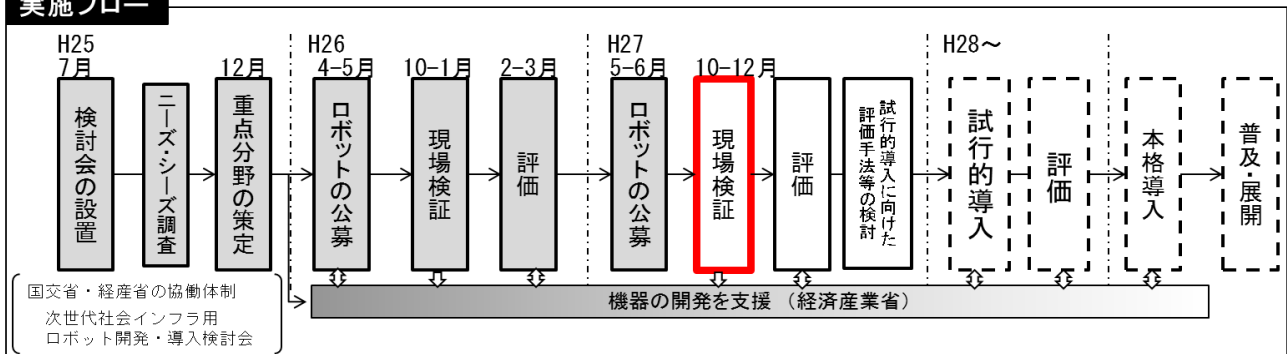 実施フロー
H25
7月
12月
H26
4-5月
10-1月
2-3月
H27
5-6月
10-12月
H28～
検討会の設置
ニーズ・シーズ調査
重点分野の策定
ロボットの公募
現場検証
評価
ロボットの公募
現場検証
評価
試行的導入に向けた
評価手法等の検討
試行的導入
評価
本格導入
普及・展開
機器の開発を支援 （経済産業省）
国交省・経産省の協働体制
次世代社会インフラ用
ロボット開発・導入検討会